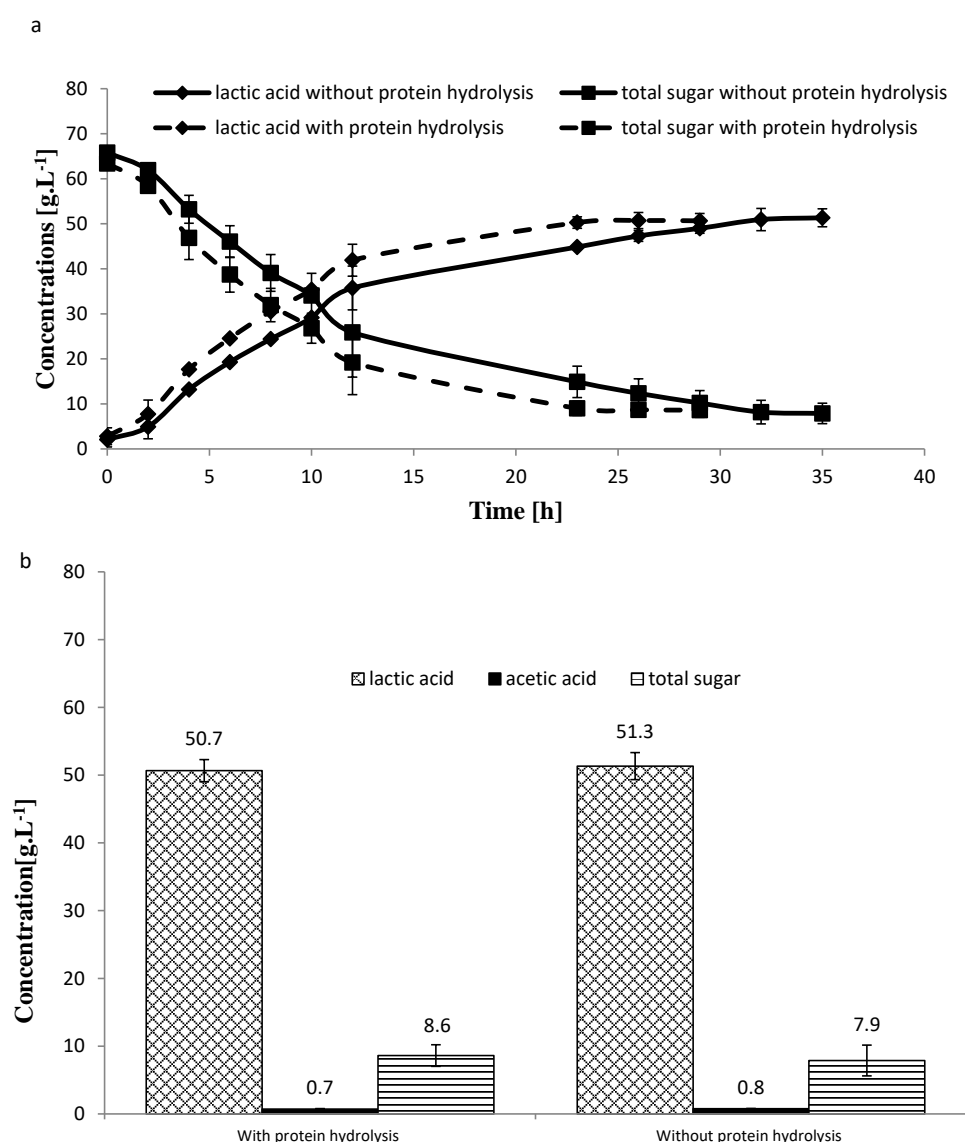 a
lactic acid without protein hydrolysis total sugar without protein hydrolysis
lactic acid with protein hydrolysis total sugar with protein hydrolysis
80
70
60
50
40
30
20
10
0
Concentrations [g.L-1]
0 5 10 15 20 25 30 35 40
Time [h]
b
80
70
60
50
40
30
20
10
0
Concentration[g.L-1]
lactic acid acetic acid total sugar
50.7 0.7 8.6 51.3 0.8 7.9
With protein hydrolysis Without protein hydrolysis